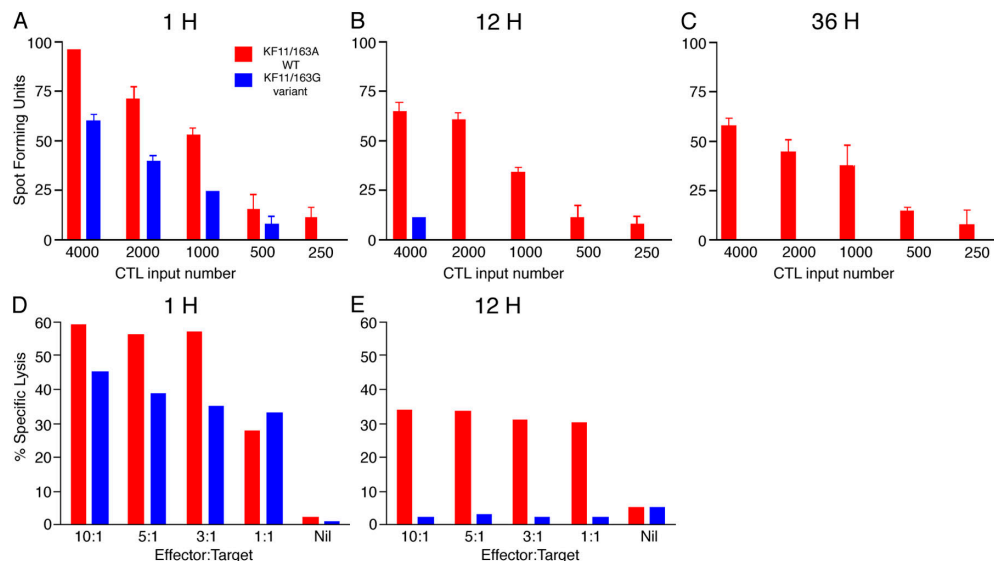 A
1 H
B
12 H
C
36 H
100
75
50
25
0
Spot Forming Units
KF11/163A
WT
KF11/163G
variant
4000 2000 1000 500 250
CTL input number
100
75
50
25
0
4000 2000 1000 500 250
CTL input number
100
75
50
25
0
4000 2000 1000 500 250
CTL input number
D
1 H
E
12 H
60
50
40
30
20
10
0
% Specific Lysis
10:1 5:1 3:1 1:1 Nil
Effector:Target
60
50
40
30
20
10
0
10:1 5:1 3:1 1:1 Nil
Effector:Target